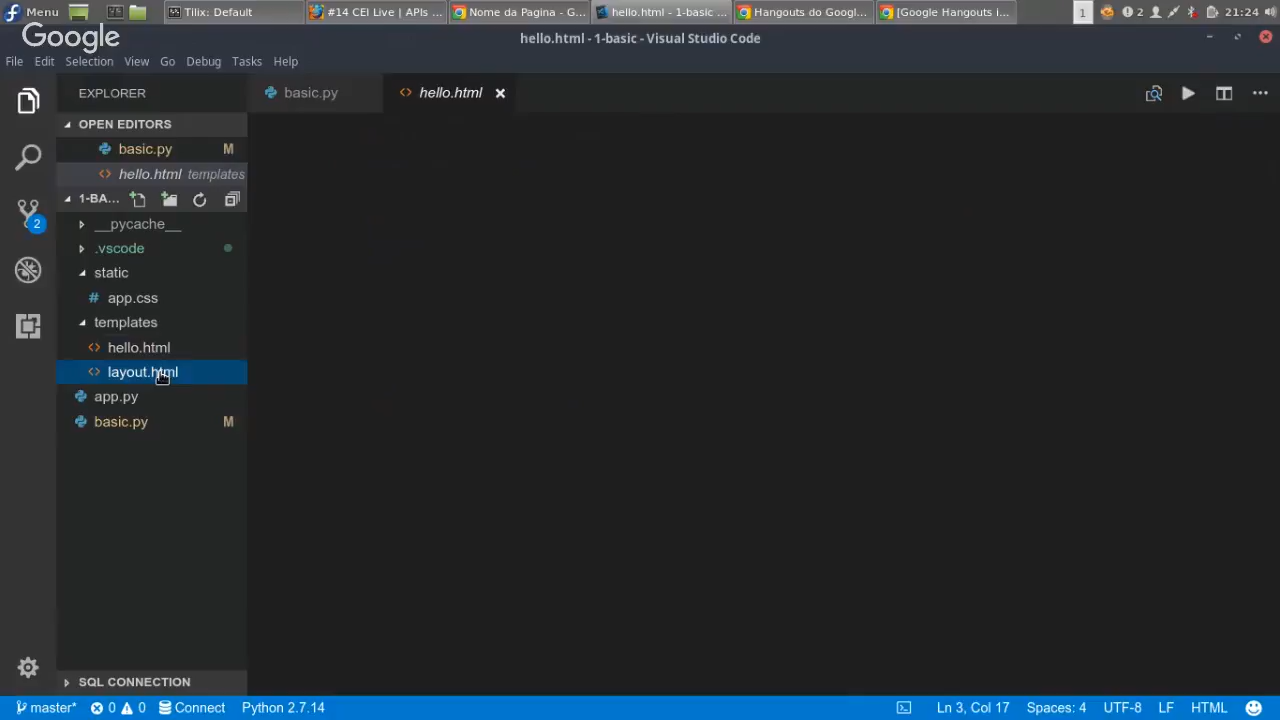 Menu
Tilix: Default
#14 CEI Live | APIs ...
Nome da Pagina - G...
hello.html - 1-basic ...
Hangouts do Googl...
[Google Hangouts i...
1
2
21:24
Google
hello.html - 1-basic - Visual Studio Code
File Edit Selection View Go Debug Tasks Help
EXPLORER
basic.py
hello.html
OPEN EDITORS
basic.py M
hello.html templates
1-BA...
2
__pycache__
.vscode
static
# app.css
templates
<> hello.html
<> layout.html
app.py
basic.py M
SQL CONNECTION
master* 0 0 Connect Python 2.7.14
Ln 3, Col 17 Spaces: 4 UTF-8 LF HTML